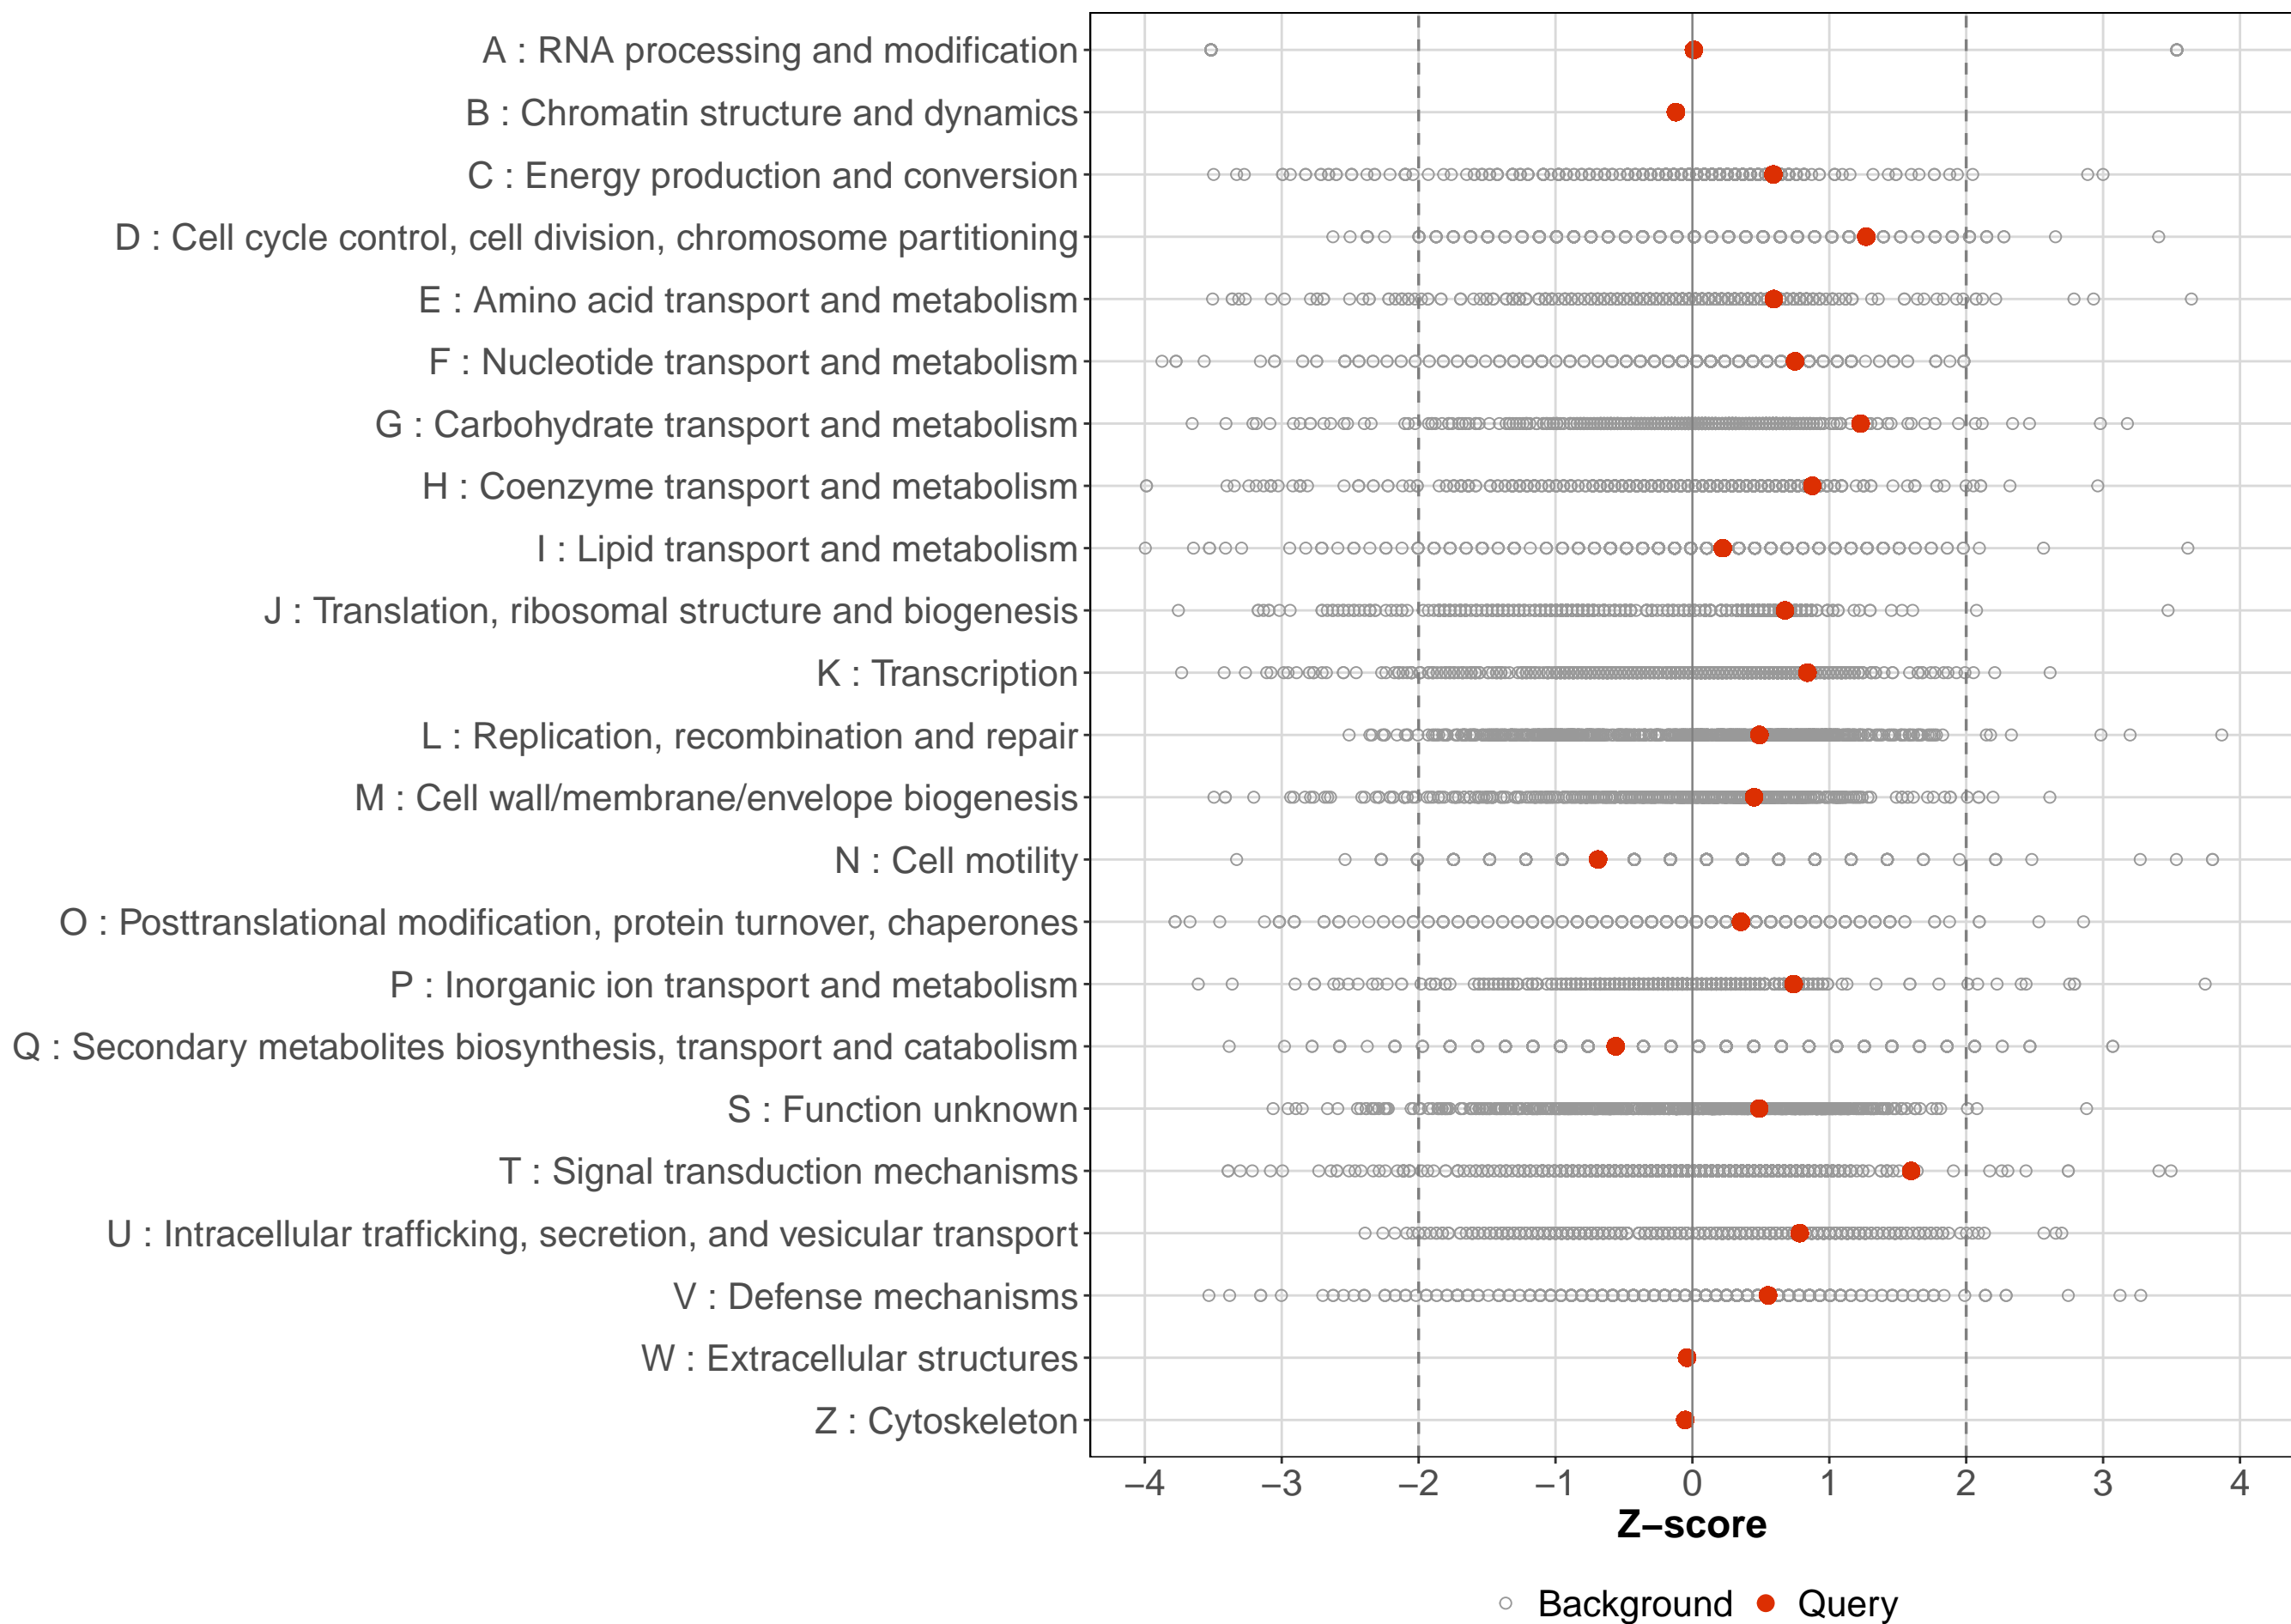 A : RNA processing and modification
B : Chromatin structure and dynamics
C : Energy production and conversion
D : Cell cycle control, cell division, chromosome partitioning
E : Amino acid transport and metabolism
F : Nucleotide transport and metabolism
G : Carbohydrate transport and metabolism
H : Coenzyme transport and metabolism
I : Lipid transport and metabolism
J : Translation, ribosomal structure and biogenesis
K : Transcription
L : Replication, recombination and repair
M : Cell wall/membrane/envelope biogenesis
N : Cell motility
O : Posttranslational modification, protein turnover, chaperones
P : Inorganic ion transport and metabolism
Q : Secondary metabolites biosynthesis, transport and catabolism
S : Function unknown
T : Signal transduction mechanisms
U : Intracellular trafficking, secretion, and vesicular transport
V : Defense mechanisms
W : Extracellular structures
Z : Cytoskeleton
−4 −3 −2 −1 0 1 2 3 4
Z−score
Background Query